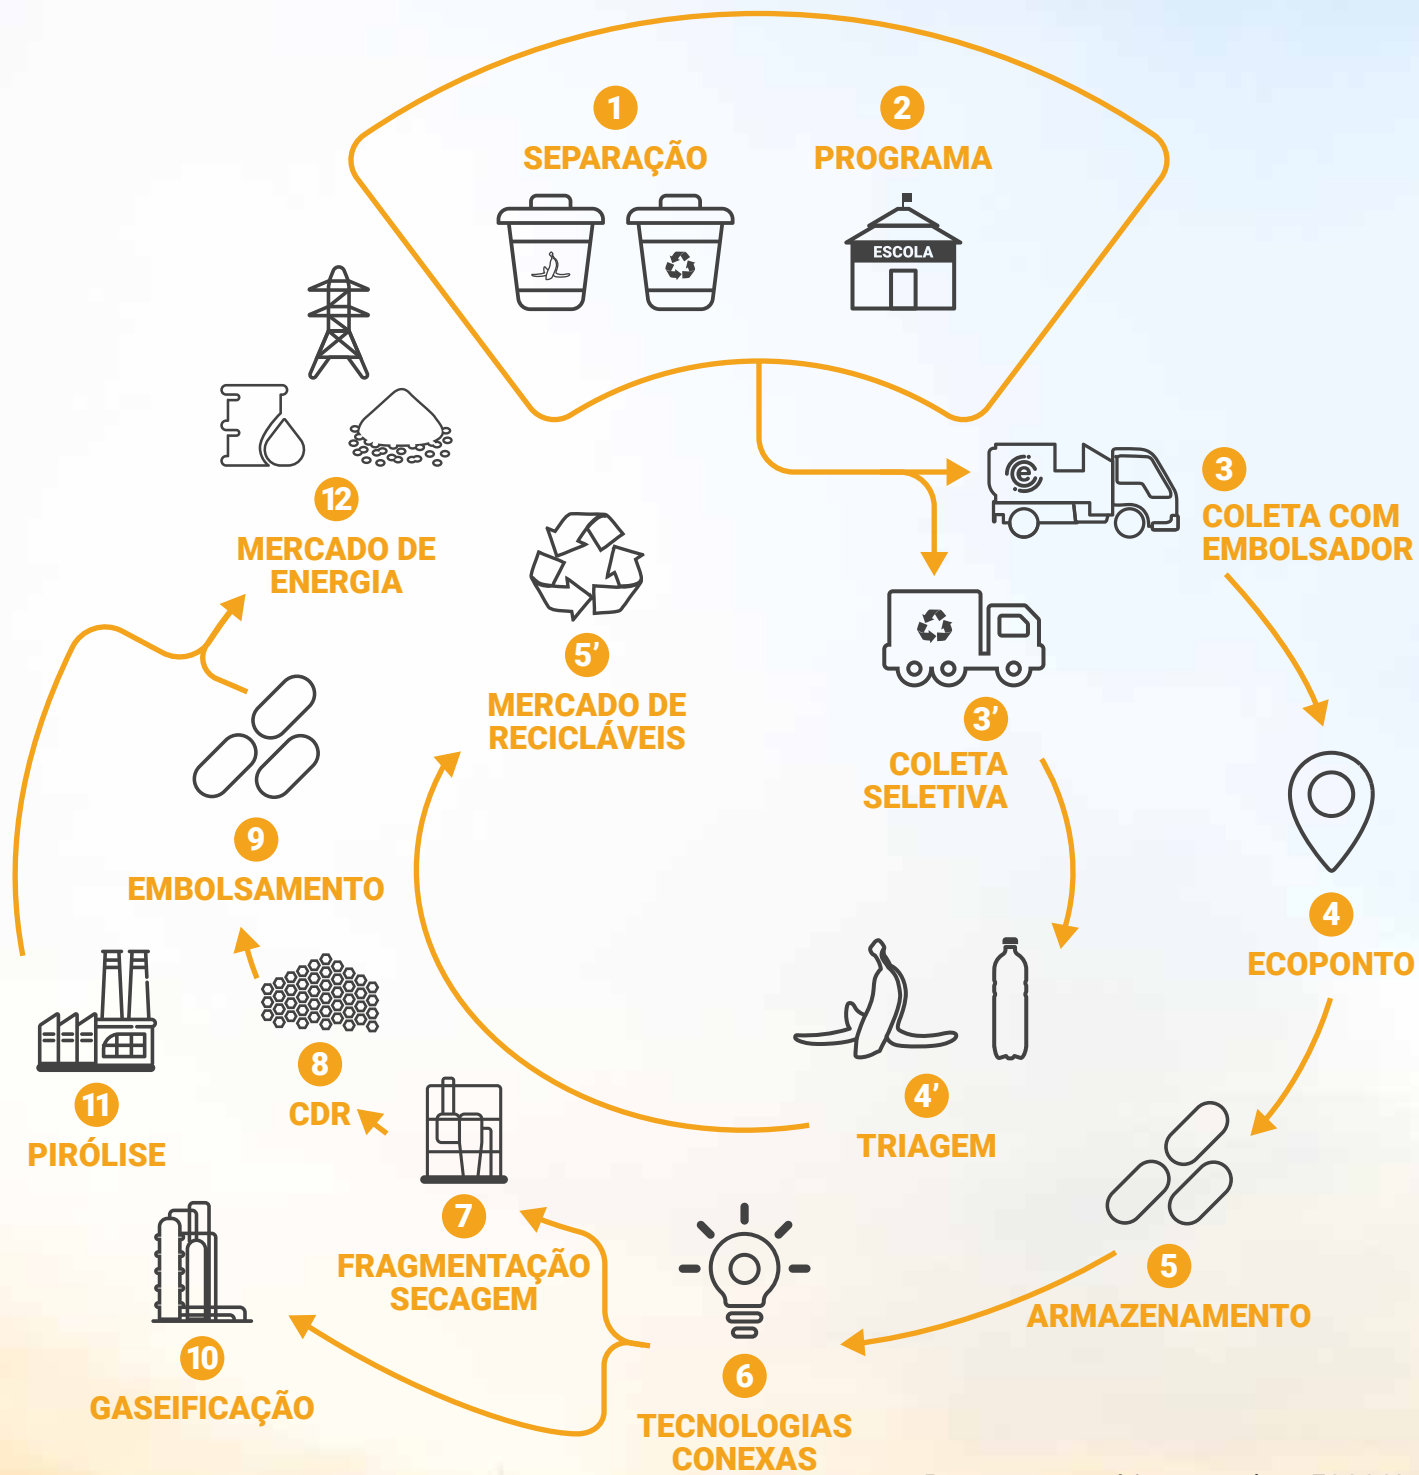 1
SEPARAÇÃO
2
PROGRAMA
ESCOLA
3
COLETA COM
EMBOLSADOR
3’
COLETA
SELETIVA
4
ECOPONTO
4’
TRIAGEM
5
ARMAZENAMENTO
5’
MERCADO DE
RECICLÁVEIS
6
TECNOLOGIAS
CONEXAS
7
FRAGMENTAÇÃO
SECAGEM
8
CDR
9
EMBOLSAMENTO
10
GASEIFICAÇÃO
11
PIRÓLISE
12
MERCADO DE
ENERGIA
e